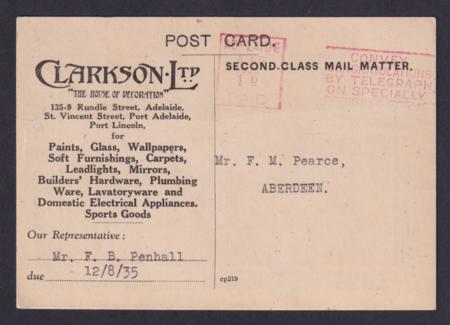 POST CARD.
CLARKSON·LTD
"THE HOUSE OF DECORATION"
135-9 Rundle Street, Adelaide,
St. Vincent Street, Port Adelaide,
Port Lincoln,
for
Paints, Glass, Wallpapers,
Soft Furnishings, Carpets,
Leadlights, Mirrors,
Builders' Hardware, Plumbing
Ware, Lavatoryware and
Domestic Electrical Appliances.
Sports Goods
Our Representative:
Mr. F. B. Penhall
due 12/8/35
SECOND-CLASS MAIL MATTER.
PAID
CONVEY
BY TELEGRAPH
ON SPECIALLY
Mr. F. M. Pearce,
ABERDEEN.
cp219